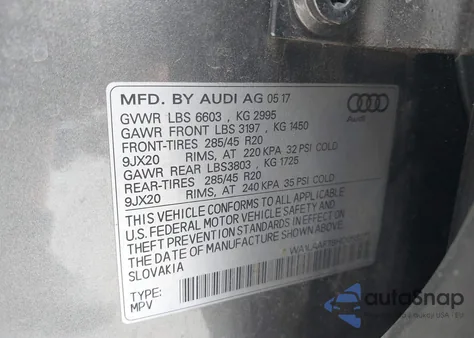 MFD. BY AUDI AG 05 17
GVWR LBS 6603 , KG 2995
GAWR FRONT LBS 3197 , KG 1450
FRONT-TIRES 285/45 R20
9JX20 RIMS, AT 220 KPA 32 PSI COLD
GAWR REAR LBS3803 , KG 1725
REAR-TIRES 285/45 R20
9JX20 RIMS, AT 240 KPA 35 PSI COLD
THIS VEHICLE CONFORMS TO ALL APPLICABLE
U.S. FEDERAL MOTOR VEHICLE SAFETY AND
THEFT PREVENTION STANDARDS IN EFFECT ON
THE DATE OF MANUFACTURE SHOWN ABOVE
SLOVAKIA
TYPE:
MPV
Audi
autoSnap